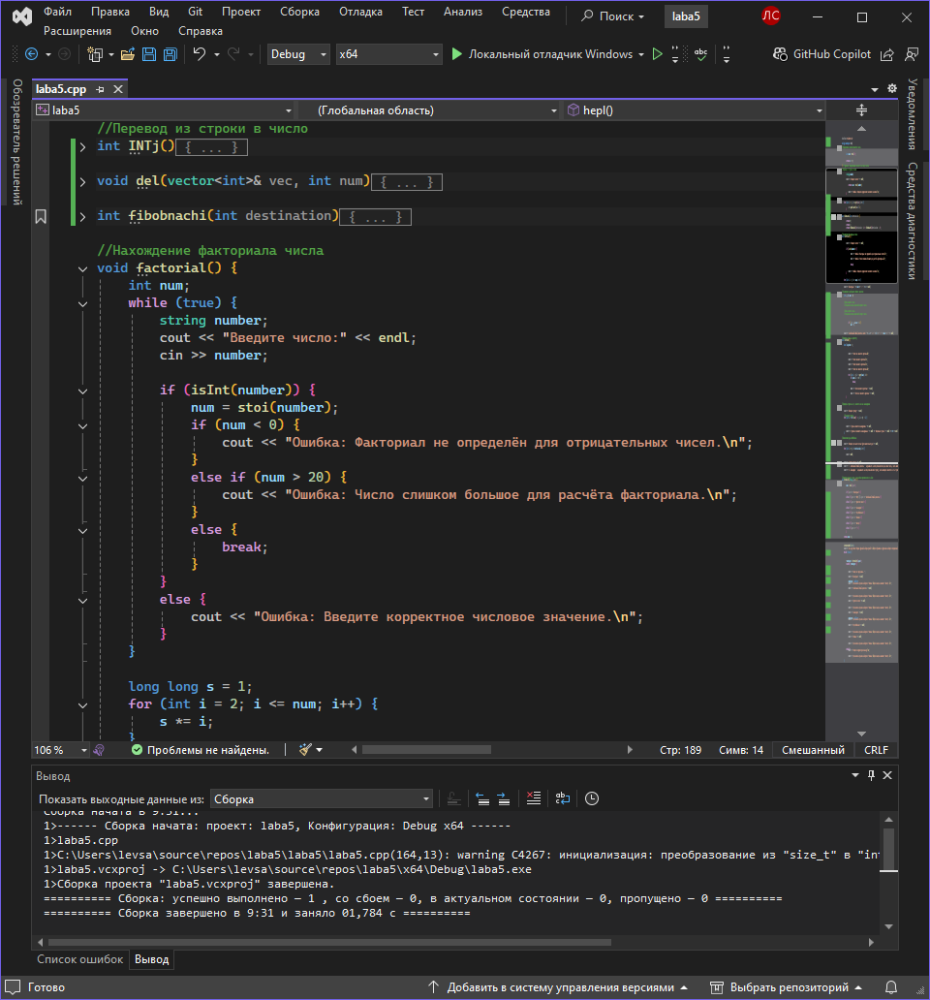 Файл Правка Вид Git Проект Сборка Отладка Тест Анализ Средства Поиск laba5 ЛС
Расширения Окно Справка
Debug x64 Локальный отладчик Windows abc GitHub Copilot
Обозреватель решений
laba5.cpp
laba5 (Глобальная область) hepl()
//Перевод из строки в число
int INTj(){ ... }
void del(vector<int>& vec, int num){ ... }
int fibobnachi(int destination){ ... }
//Нахождение факториала числа
void factorial() {
int num;
while (true) {
string number;
cout << "Введите число:" << endl;
cin >> number;
if (isInt(number)) {
num = stoi(number);
if (num < 0) {
cout << "Ошибка: Факториал не определён для отрицательных чисел.\n";
}
else if (num > 20) {
cout << "Ошибка: Число слишком большое для расчёта факториала.\n";
}
else {
break;
}
}
else {
cout << "Ошибка: Введите корректное числовое значение.\n";
}
}
long long s = 1;
for (int i = 2; i <= num; i++) {
s *= i;
}
Уведомления
Средства диагностики
106 % Проблемы не найдены. Стр: 189 Симв: 14 Смешанный CRLF
Вывод
Показать выходные данные из: Сборка
Сборка начата в 9:31...
1>------ Сборка начата: проект: laba5, Конфигурация: Debug x64 ------
1>laba5.cpp
1>C:\Users\levsa\source\repos\laba5\laba5\laba5.cpp(164,13): warning C4267: инициализация: преобразование из "size_t" в "int
1>laba5.vcxproj -> C:\Users\levsa\source\repos\laba5\x64\Debug\laba5.exe
1>Сборка проекта "laba5.vcxproj" завершена.
========== Сборка: успешно выполнено — 1 , со сбоем — 0, в актуальном состоянии — 0, пропущено — 0 ==========
========== Сборка завершено в 9:31 и заняло 01,784 с ==========
Список ошибок Вывод
Готово Добавить в систему управления версиями Выбрать репозиторий